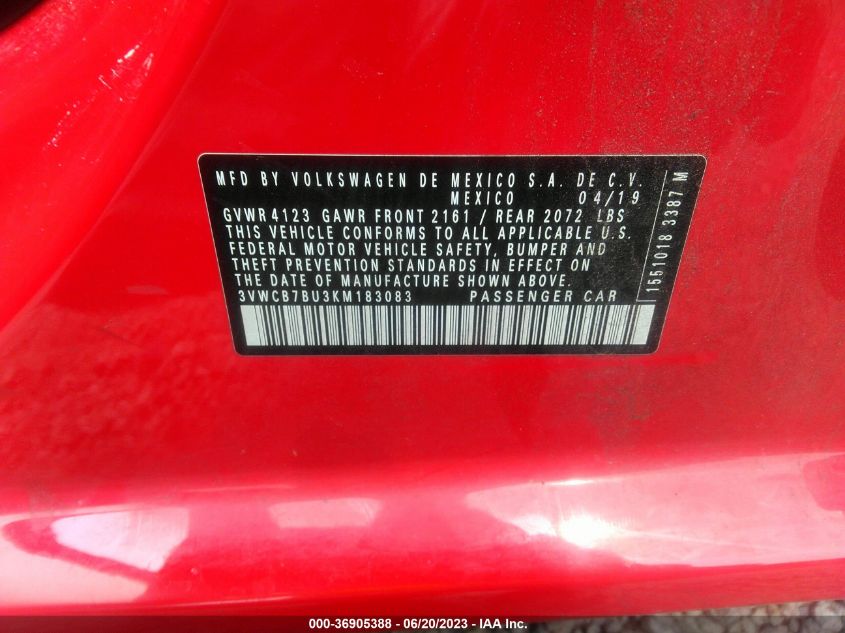 MFD BY VOLKSWAGEN DE MEXICO S.A. DE C.V.
MEXICO 04/19
GVWR 4123 GAWR FRONT 2161 / REAR 2072 LBS
THIS VEHICLE CONFORMS TO ALL APPLICABLE U.S.
FEDERAL MOTOR VEHICLE SAFETY, BUMPER AND
THEFT PREVENTION STANDARDS IN EFFECT ON
THE DATE OF MANUFACTURE SHOWN ABOVE.
3VWCB7BU3KM183083 PASSENGER CAR
1551018 3387 M
000-36905388 - 06/20/2023 - IAA Inc.